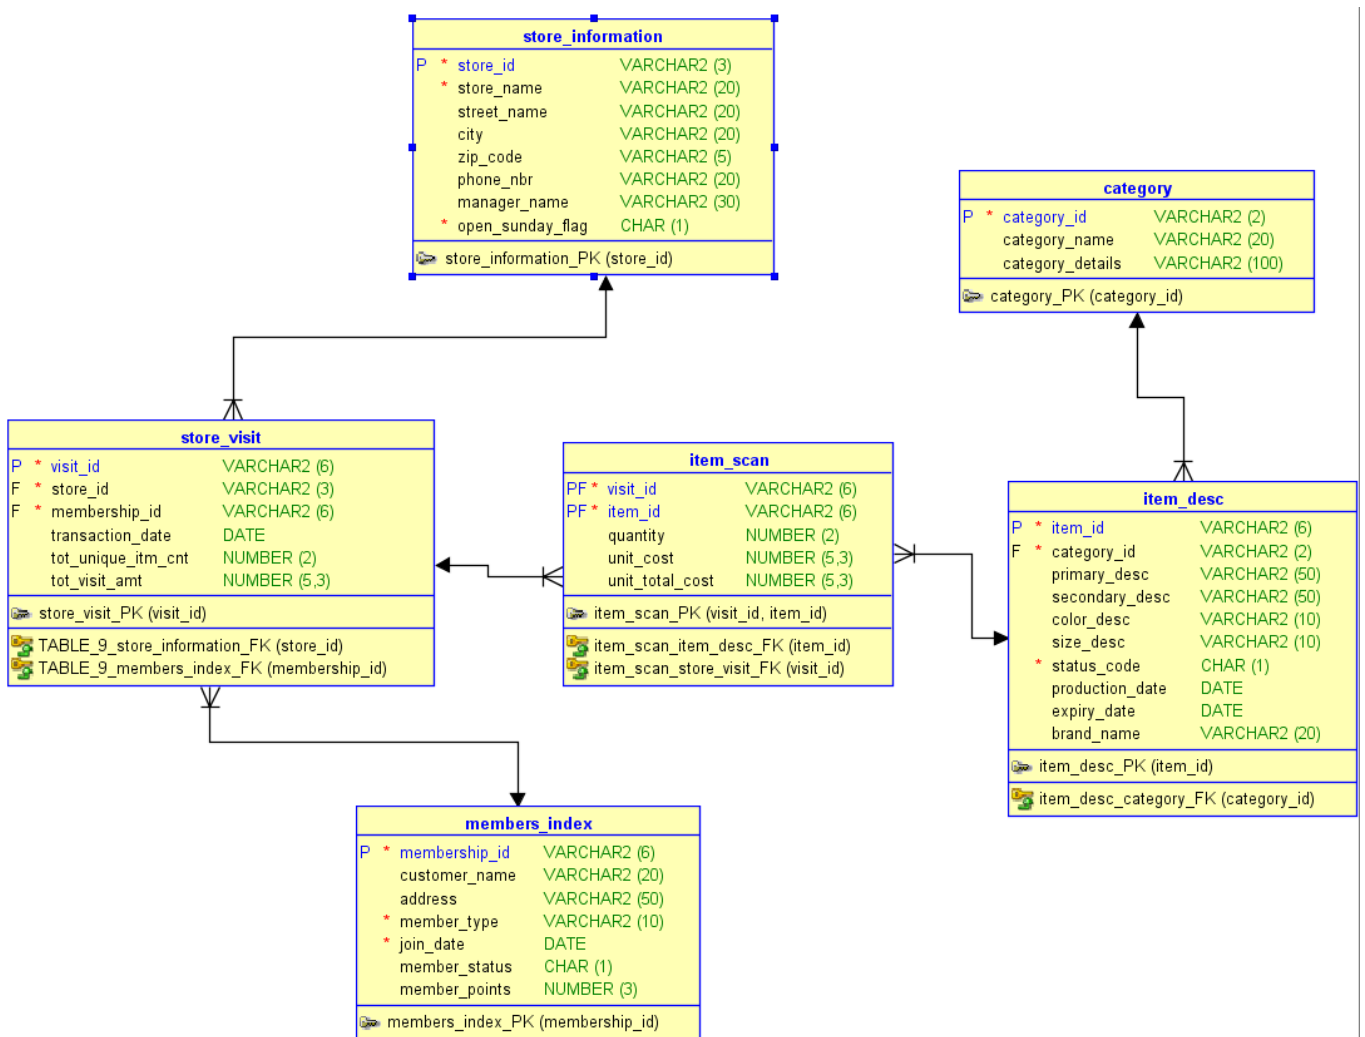 store_information
P * store_id VARCHAR2 (3)
* store_name VARCHAR2 (20)
street_name VARCHAR2 (20)
city VARCHAR2 (20)
zip_code VARCHAR2 (5)
phone_nbr VARCHAR2 (20)
manager_name VARCHAR2 (30)
* open_sunday_flag CHAR (1)
store_information_PK (store_id)
category
P * category_id VARCHAR2 (2)
category_name VARCHAR2 (20)
category_details VARCHAR2 (100)
category_PK (category_id)
store_visit
P * visit_id VARCHAR2 (6)
F * store_id VARCHAR2 (3)
F * membership_id VARCHAR2 (6)
transaction_date DATE
tot_unique_itm_cnt NUMBER (2)
tot_visit_amt NUMBER (5,3)
store_visit_PK (visit_id)
TABLE_9_store_information_FK (store_id)
TABLE_9_members_index_FK (membership_id)
item_scan
PF * visit_id VARCHAR2 (6)
PF * item_id VARCHAR2 (6)
quantity NUMBER (2)
unit_cost NUMBER (5,3)
unit_total_cost NUMBER (5,3)
item_scan_PK (visit_id, item_id)
item_scan_item_desc_FK (item_id)
item_scan_store_visit_FK (visit_id)
item_desc
P * item_id VARCHAR2 (6)
F * category_id VARCHAR2 (2)
primary_desc VARCHAR2 (50)
secondary_desc VARCHAR2 (50)
color_desc VARCHAR2 (10)
size_desc VARCHAR2 (10)
* status_code CHAR (1)
production_date DATE
expiry_date DATE
brand_name VARCHAR2 (20)
item_desc_PK (item_id)
item_desc_category_FK (category_id)
members_index
P * membership_id VARCHAR2 (6)
customer_name VARCHAR2 (20)
address VARCHAR2 (50)
* member_type VARCHAR2 (10)
* join_date DATE
member_status CHAR (1)
member_points NUMBER (3)
members_index_PK (membership_id)